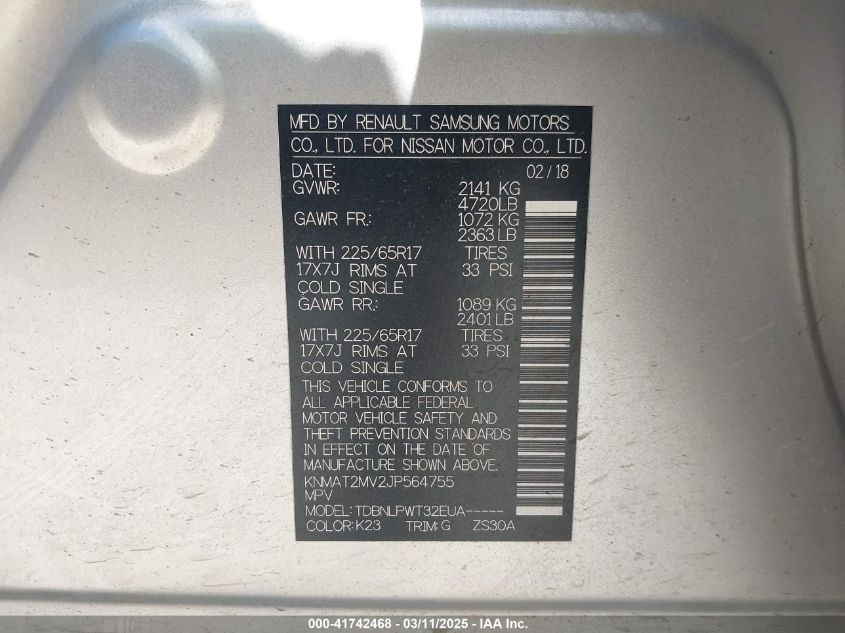 MFD BY RENAULT SAMSUNG MOTORS
CO., LTD. FOR NISSAN MOTOR CO., LTD.
DATE: 02/18
GVWR: 2141 KG
4720LB
GAWR FR.: 1072 KG
2363 LB
WITH 225/65R17 TIRES
17X7J RIMS AT 33 PSI
COLD SINGLE
GAWR RR.: 1089 KG
2401 LB
WITH 225/65R17 TIRES
17X7J RIMS AT 33 PSI
COLD SINGLE
THIS VEHICLE CONFORMS TO
ALL APPLICABLE FEDERAL
MOTOR VEHICLE SAFETY AND
THEFT PREVENTION STANDARDS
IN EFFECT ON THE DATE OF
MANUFACTURE SHOWN ABOVE.
KNMAT2MV2JP564755
MPV
MODEL: TDBNLPWT32EUA-----
COLOR: K23 TRIM: G ZS30A
000-41742468 - 03/11/2025 - IAA Inc.